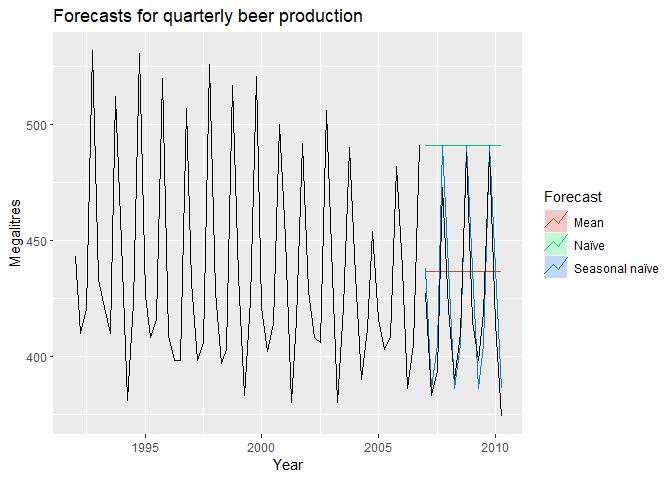 Forecasts for quarterly beer production
500
450
400
Megalitres
1995
2000
2005
2010
Year
Forecast
Mean
Naïve
Seasonal naïve